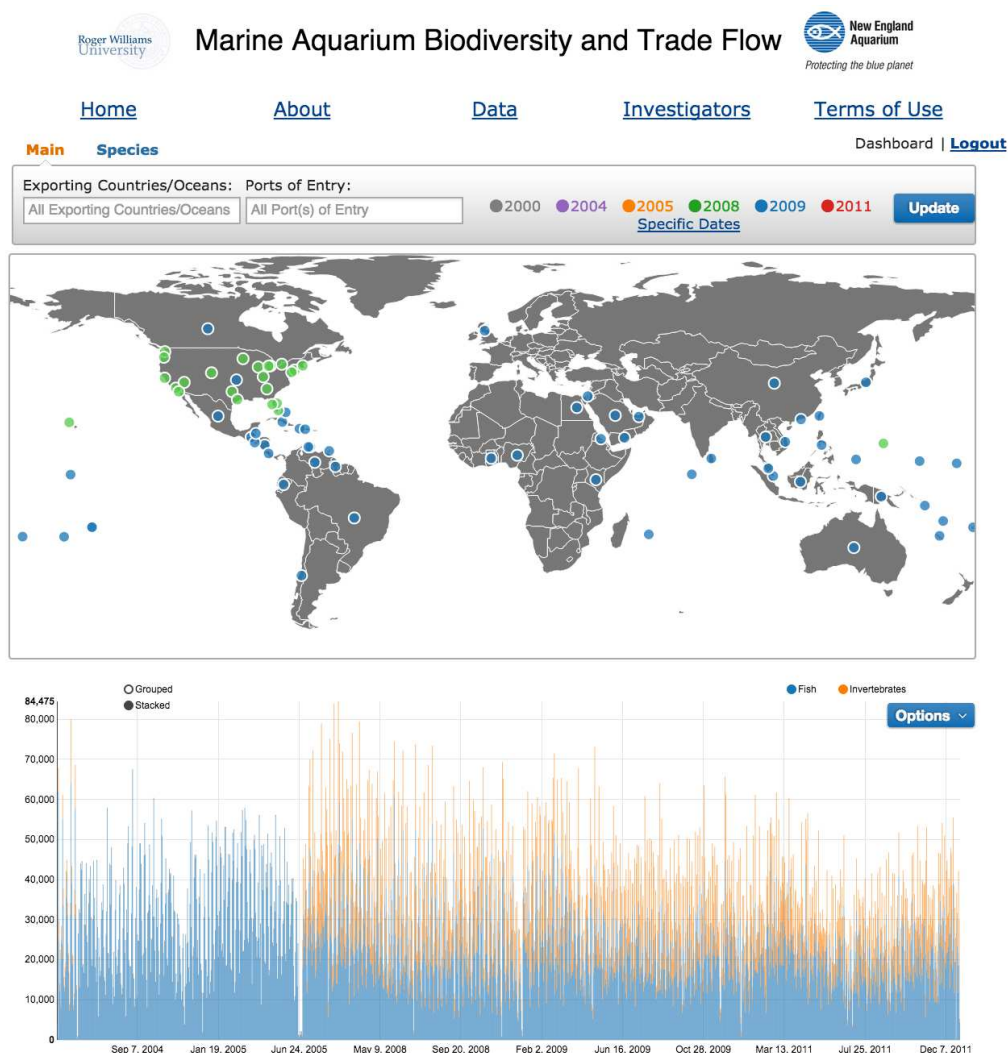 Roger Williams
University
Marine Aquarium Biodiversity and Trade Flow
New England
Aquarium
Protecting the blue planet
Home About Data Investigators Terms of Use
Main Species
Dashboard | Logout
Exporting Countries/Oceans: Ports of Entry:
All Exporting Countries/Oceans All Port(s) of Entry
2000 2004 2005 2008 2009 2011
Update
Specific Dates
Grouped
Stacked
Fish Invertebrates
Options
84,475
80,000
70,000
60,000
50,000
40,000
30,000
20,000
10,000
0
Sep 7, 2004 Jan 19, 2005 Jun 24, 2005 May 9, 2008 Sep 20, 2008 Feb 2, 2009 Jun 16, 2009 Oct 28, 2009 Mar 13, 2011 Jul 25, 2011 Dec 7, 2011